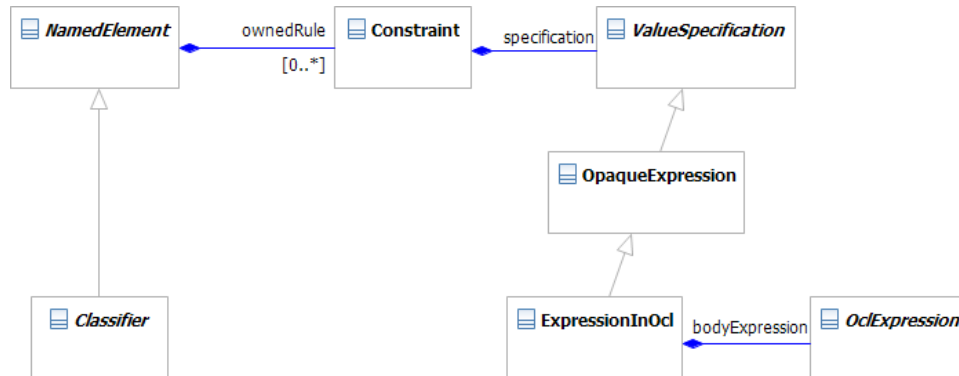 NamedElement
ownedRule
[0..*]
Constraint
specification
ValueSpecification
OpaqueExpression
Classifier
ExpressionInOcl
bodyExpression
OclExpression